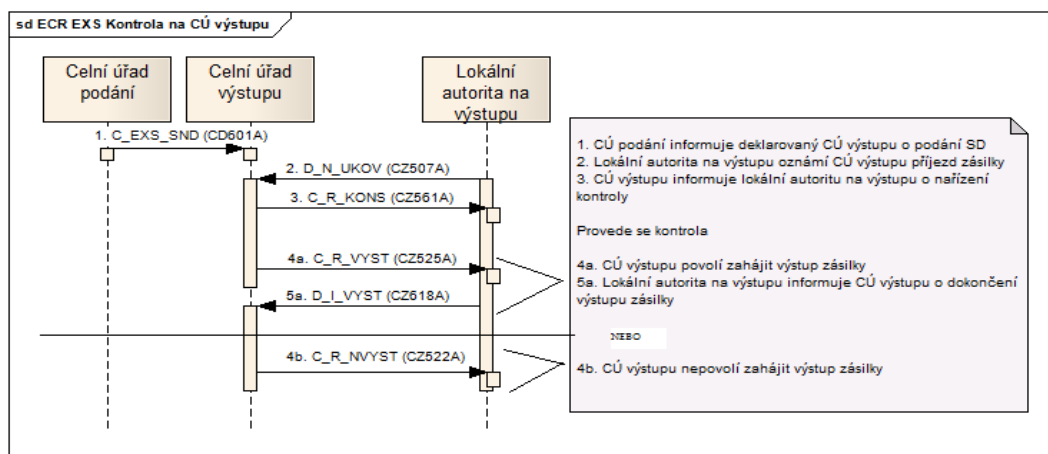 sd ECR EXS Kontrola na CÚ výstupu
Celní úřad
podání
Celní úřad
výstupu
Lokální
autorita na
výstupu
1. C_EXS_SND (CD601A)
2. D_N_UKOV (CZ507A)
3. C_R_KONS (CZ561A)
4a. C_R_VYST (CZ525A)
5a. D_I_VYST (CZ618A)
4b. C_R_NVYST (CZ522A)
1. CÚ podání informuje deklarovaný CÚ výstupu o podání SD
2. Lokální autorita na výstupu oznámí CÚ výstupu příjezd zásilky
3. CÚ výstupu informuje lokální autoritu na výstupu o nařízení
kontroly
Provede se kontrola
4a. CÚ výstupu povolí zahájit výstup zásilky
5a. Lokální autorita na výstupu informuje CÚ výstupu o dokončení
výstupu zásilky
NEBO
4b. CÚ výstupu nepovolí zahájit výstup zásilky